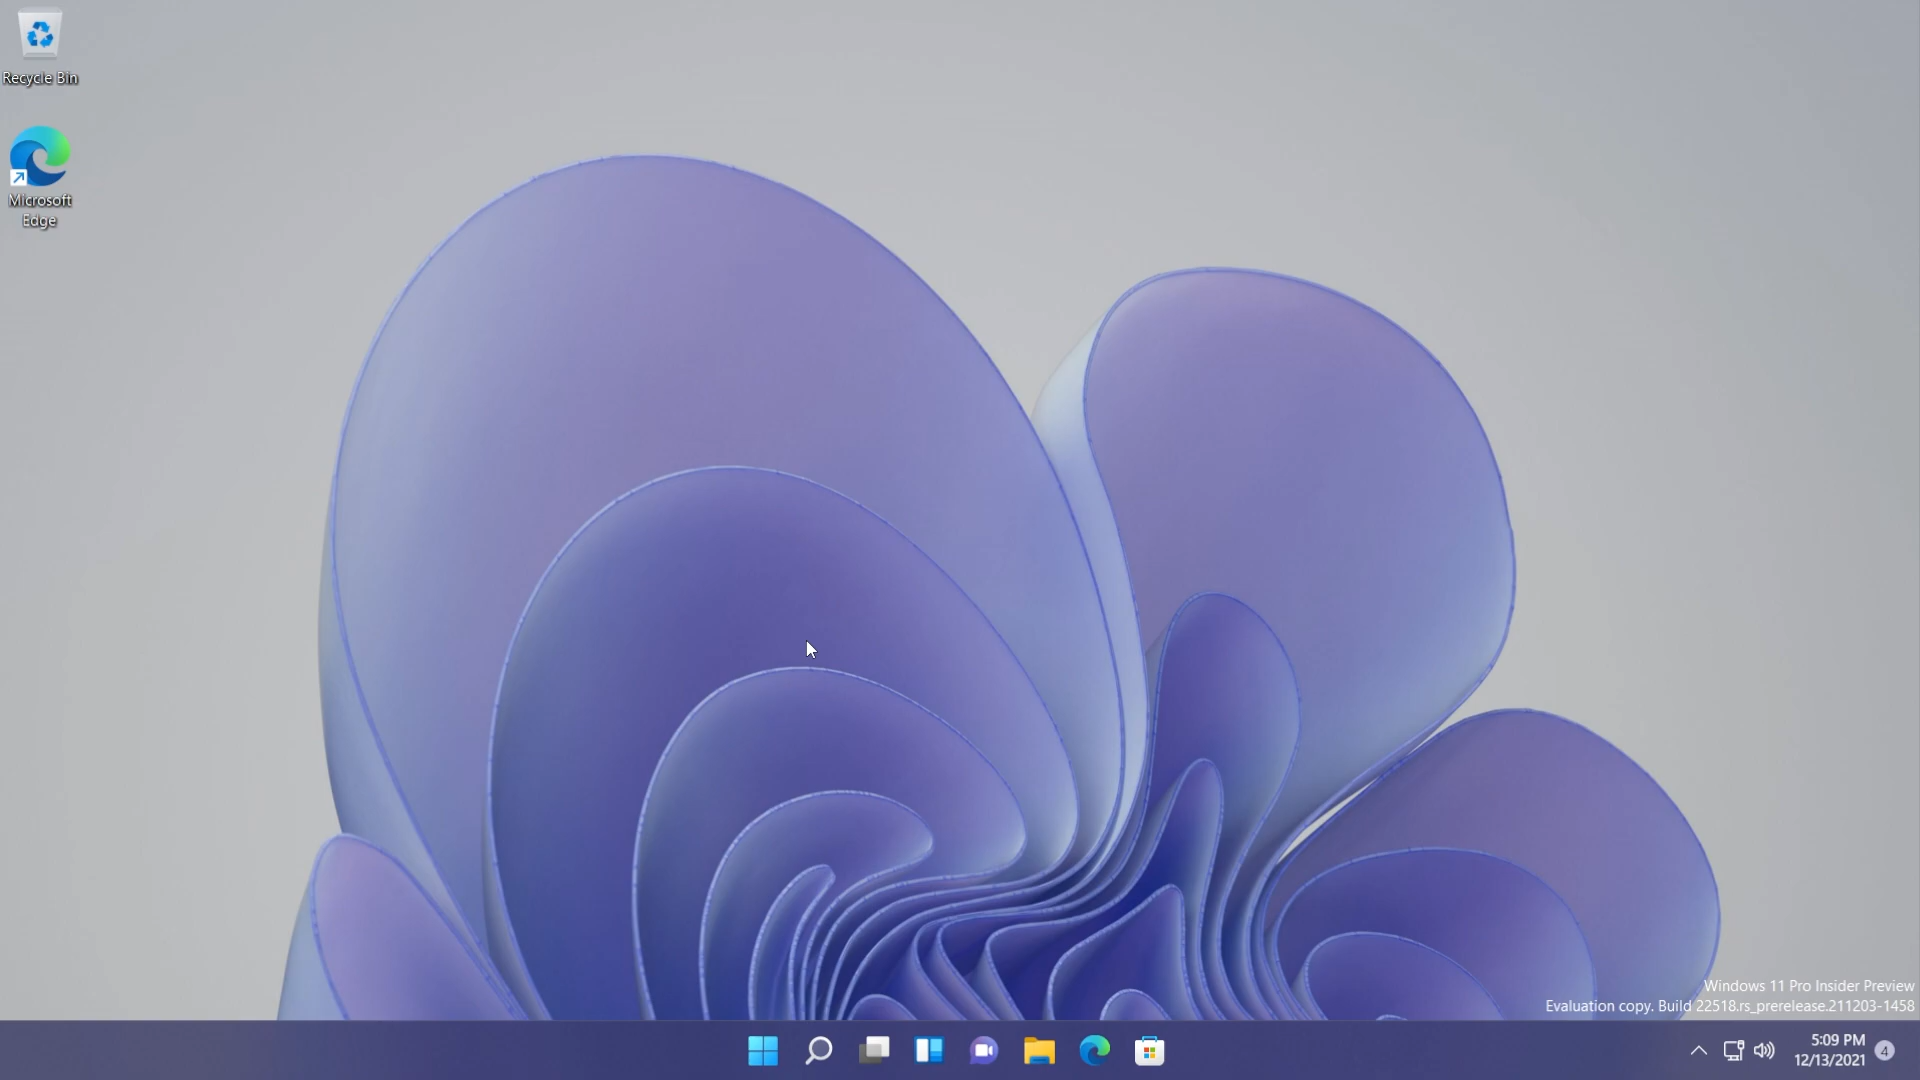 Recycle Bin
Microsoft
Edge
Windows 11 Pro Insider Preview
Evaluation copy. Build 22518.rs_prerelease.211203-1458
5:09 PM
12/13/2021
4